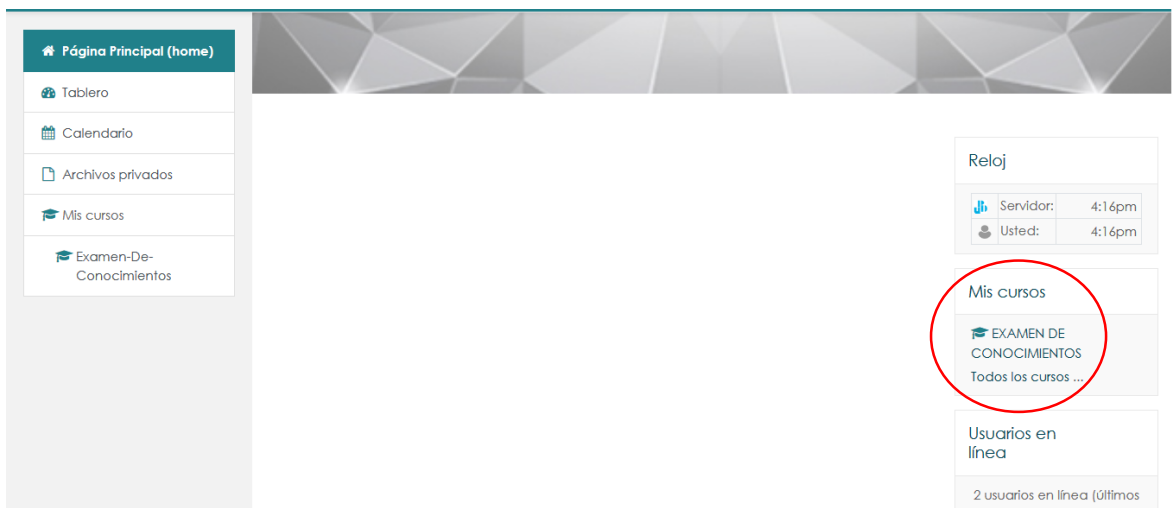 Página Principal (home)
Tablero
Calendario
Archivos privados
Mis cursos
Examen-De-
Conocimientos
Reloj
Servidor: 4:16pm
Usted: 4:16pm
Mis cursos
EXAMEN DE
CONOCIMIENTOS
Todos los cursos ...
Usuarios en
línea
2 usuarios en línea (últimos